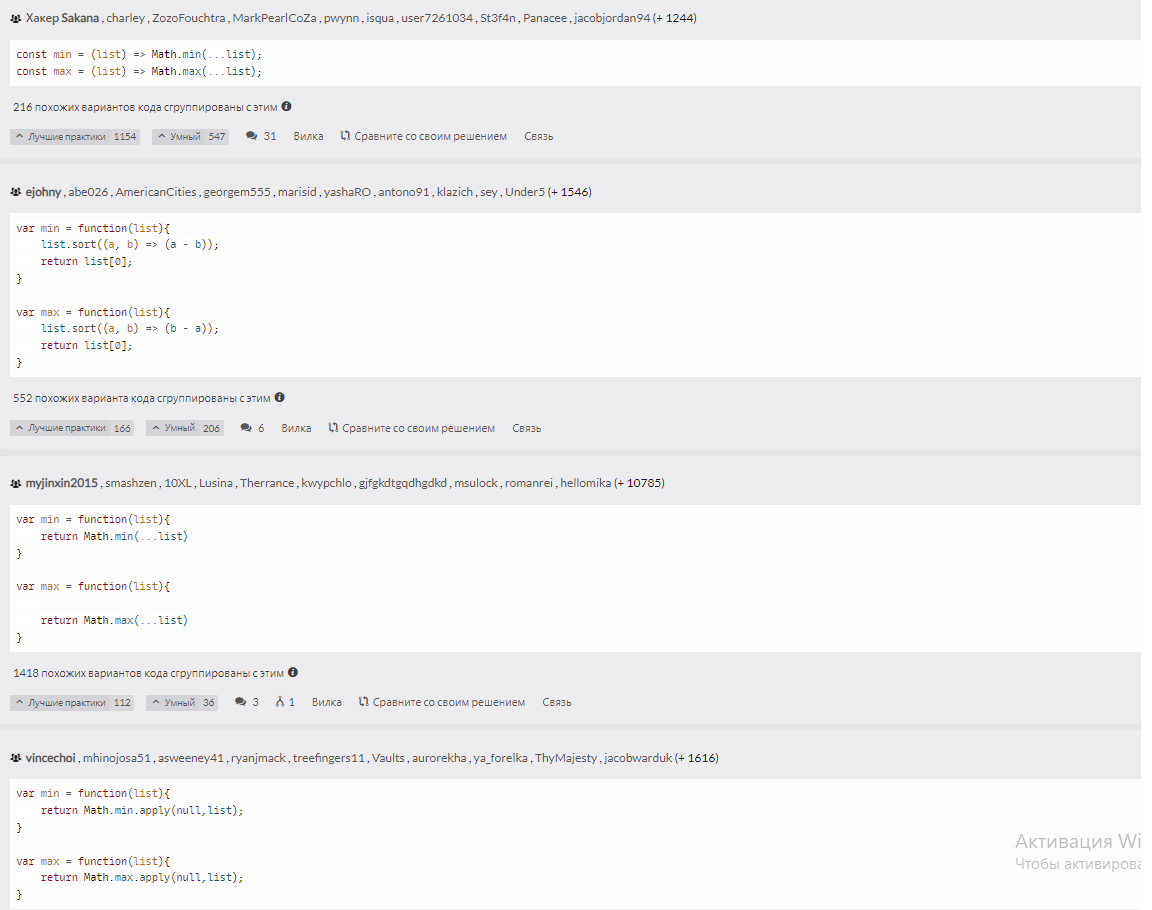 Хакер Sakana , charley , ZozoFouchtra , MarkPearlCoZa , pwynn , isqua , user7261034 , St3f4n , Panacee , jacobjordan94 (+ 1244)
const min = (list) => Math.min(...list);
const max = (list) => Math.max(...list);
216 похожих вариантов кода сгруппированы с этим
Лучшие практики 1154 Умный 547 31 Вилка Сравните со своим решением Связь
ejohny , abe026 , AmericanCities , georgem555 , marisid , yashaRO , antono91 , klazich , sey , Under5 (+ 1546)
var min = function(list){
list.sort((a, b) => (a - b));
return list[0];
}
var max = function(list){
list.sort((a, b) => (b - a));
return list[0];
}
552 похожих варианта кода сгруппированы с этим
Лучшие практики 166 Умный 206 6 Вилка Сравните со своим решением Связь
myjinxin2015 , smashzen , 10XL , Lusina , Therrance , kwypchlo , gjfgkdtgqdhgdkd , msulock , romanrei , hellomika (+ 10785)
var min = function(list){
return Math.min(...list)
}
var max = function(list){
return Math.max(...list)
}
1418 похожих вариантов кода сгруппированы с этим
Лучшие практики 112 Умный 36 3 1 Вилка Сравните со своим решением Связь
vincechoi , mhinojosa51 , asweeney41 , ryanjmack , treefingers11 , Vaults , aurorekha , ya_forelka , ThyMajesty , jacobwarduk (+ 1616)
var min = function(list){
return Math.min.apply(null,list);
}
var max = function(list){
return Math.max.apply(null,list);
}
Активация Wi
Чтобы активирова